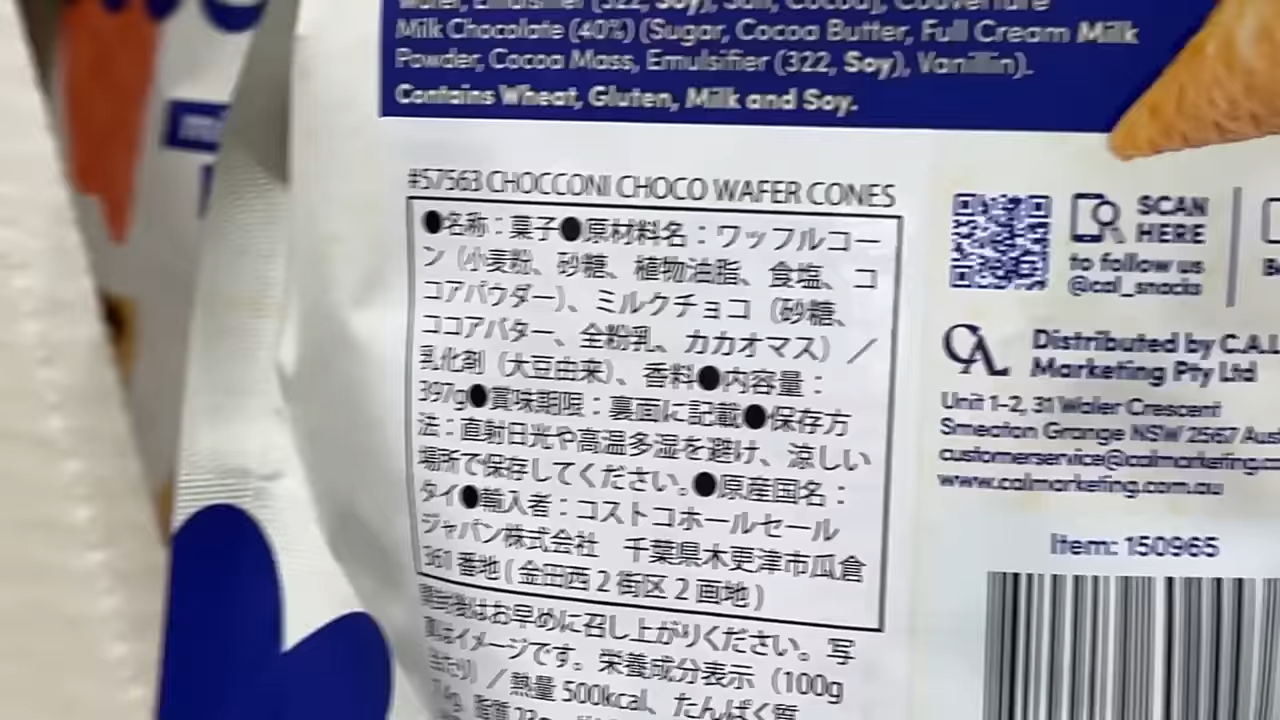 Water, Emulsifier (322, Soy), Salt, Cocoa), Couverture
Milk Chocolate (40%) (Sugar, Cocoa Butter, Full Cream Milk
Powder, Cocoa Mass, Emulsifier (322, Soy), Vanillin).
Contains Wheat, Gluten, Milk and Soy.
#57563 CHOCCONI CHOCO WAFER CONES
●名称：菓子●原材料名：ワッフルコー
ン（小麦粉、砂糖、植物油脂、食塩、コ
コアパウダー）、ミルクチョコ（砂糖、
ココアバター、全粉乳、カカオマス）／
乳化剤（大豆由来）、香料●内容量：
397g●賞味期限：裏面に記載●保存方
法：直射日光や高温多湿を避け、涼しい
場所で保存してください。●原産国名：
タイ●輸入者：コストコホールセール
ジャパン株式会社　千葉県木更津市瓜倉
361番地（金田西２街区２画地）
開封後はお早めに召し上がりください。写
真はイメージです。栄養成分表示（100g
当たり）／熱量 500kcal、たんぱく質
脂質
SCAN
HERE
to follow us
@cal_snacks
CAL
Distributed by C.A.L
Marketing Pty Ltd
Unit 1-2, 31 Waler Crescent
Smeaton Grange NSW 2567 Aust
customerservice@calmarketing.c
www.calmarketing.com.au
Item: 150965